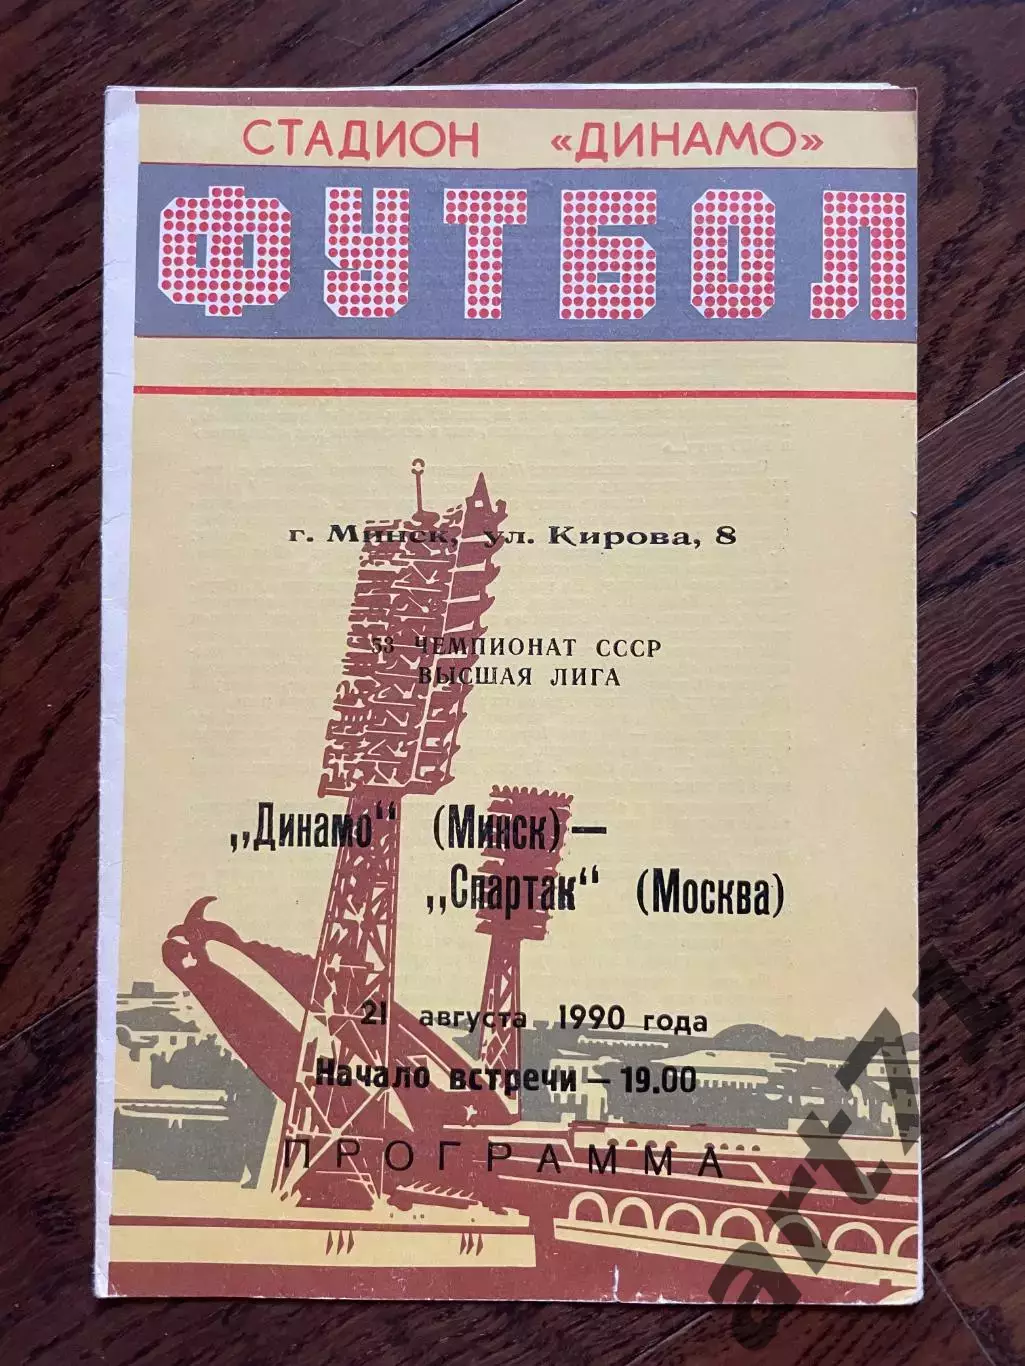 СТАДИОН «ДИНАМО»
ФУТБОЛ
г. Минск, ул. Кирова, 8
53 ЧЕМПИОНАТ СССР
ВЫСШАЯ ЛИГА
„Динамо“ (Минск) —
„Спартак“ (Москва)
21 августа 1990 года
Начало встречи — 19.00
ПРОГРАММА
artz71